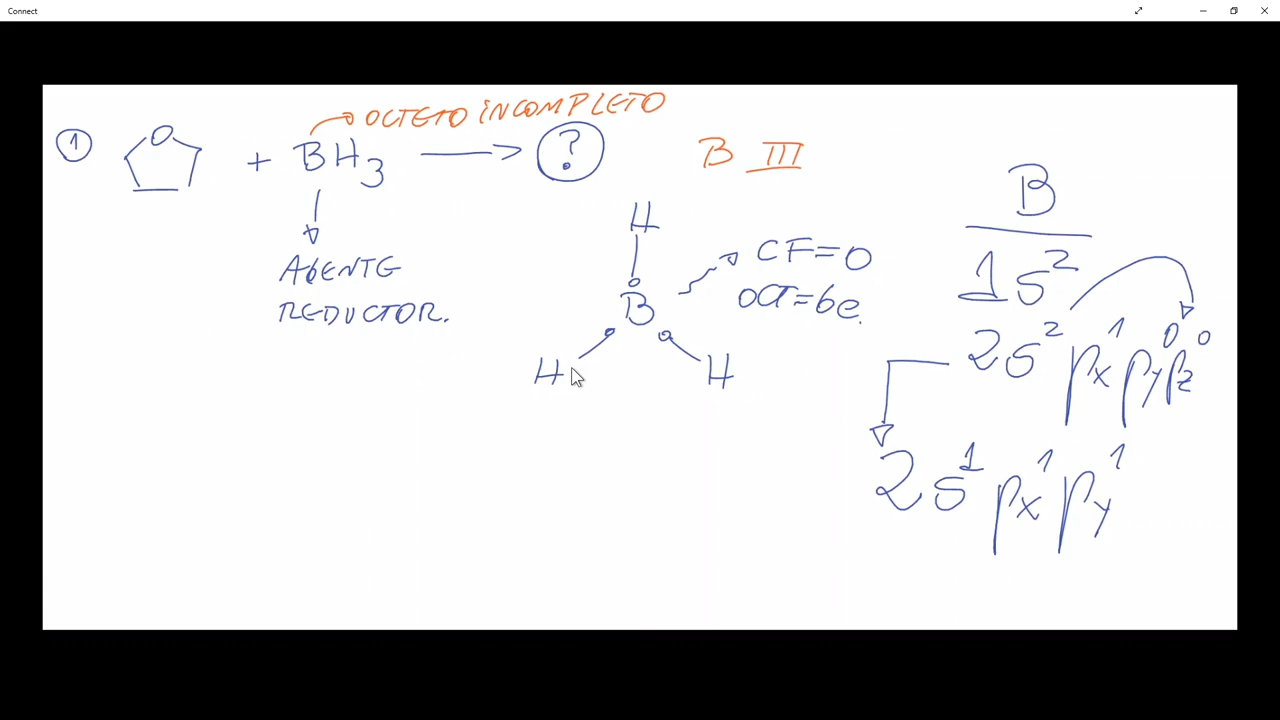 Connect
OCTETO INCOMPLETO
1 O + BH3 → ? B III
AGENTE
REDUCTOR.
H
B
H H
CF=0
OCT=6e.
B
1s²
2s² px¹ py⁰ pz⁰
2s¹ px¹ py¹